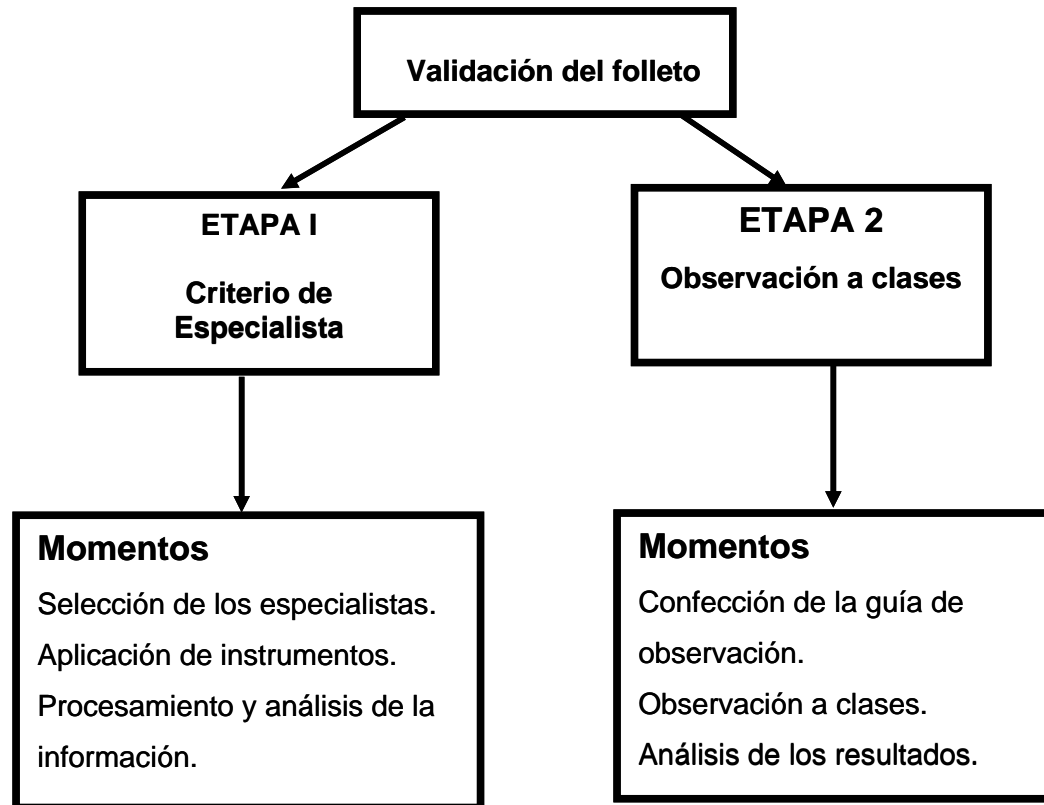 Validación del folleto
ETAPA I
Criterio de
Especialista
ETAPA 2
Observación a clases
Momentos
Selección de los especialistas.
Aplicación de instrumentos.
Procesamiento y análisis de la
información.
Momentos
Confección de la guía de
observación.
Observación a clases.
Análisis de los resultados.